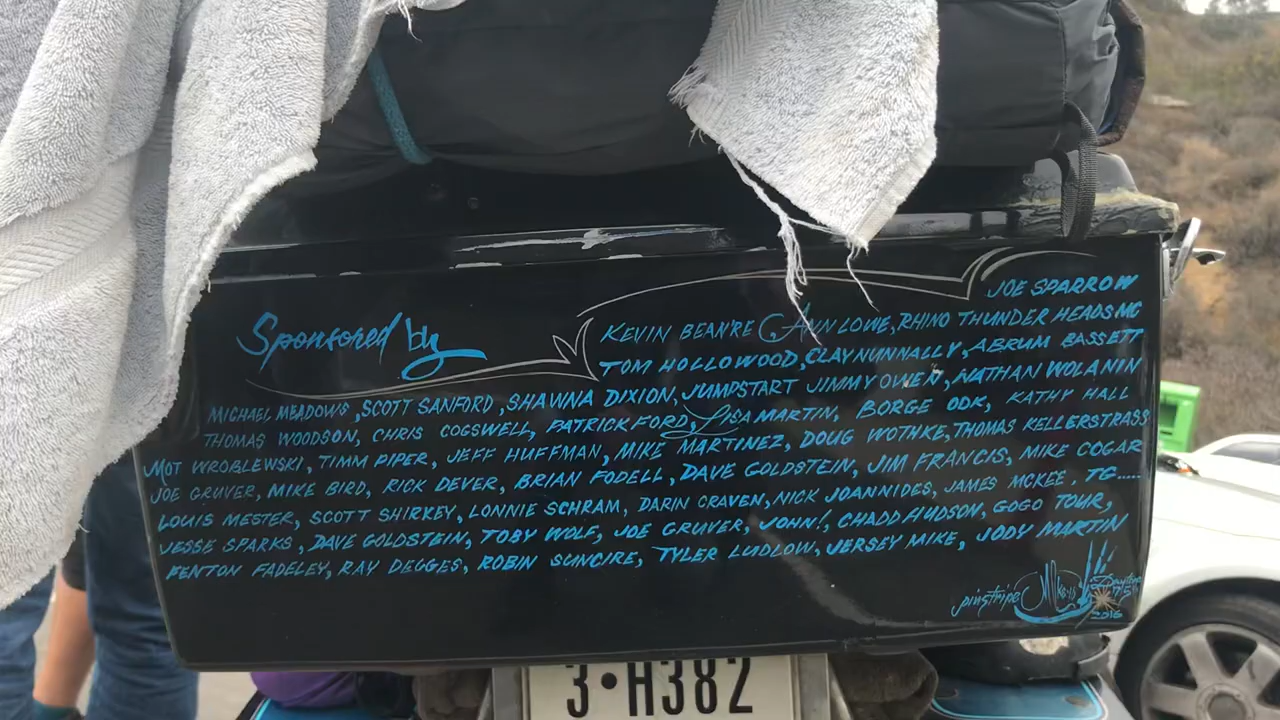 Sponsored by
JOE SPARROW
KEVIN BEAN'RE ANN LOWE, RHINO THUNDER HEADS MC
TOM HOLLOWOOD, CLAY NUNNALLY, ABRUM BASSETT
MICHAEL MEADOWS, SCOTT SANFORD, SHAWNA DIXION, JUMPSTART JIMMY OWEN, NATHAN WOLANIN
THOMAS WOODSON, CHRIS COGSWELL, PATRICK FORD, LISA MARTIN, BORGE ODK, KATHY HALL
MOT WROBLEWSKI, TIMM PIPER, JEFF HUFFMAN, MIKE MARTINEZ, DOUG WOTHKE, THOMAS KELLERSTRASS
JOE GRUVER, MIKE BIRD, RICK DEVER, BRIAN FODELL, DAVE GOLDSTEIN, JIM FRANCIS, MIKE COGAR
LOUIS MESTER, SCOTT SHIRKEY, LONNIE SCHRAM, DARIN CRAVEN, NICK JOANNIDES, JAMES MCKEE, TG.....
JESSE SPARKS, DAVE GOLDSTEIN, TOBY WOLF, JOE GRUVER, JOHN!, CHADD HUDSON, GOGO TOUR,
FENTON FADELEY, RAY DEGGES, ROBIN SUNCIRE, TYLER LUDLOW, JERSEY MIKE, JODY MARTIN
pinstripe
2016
3•H382